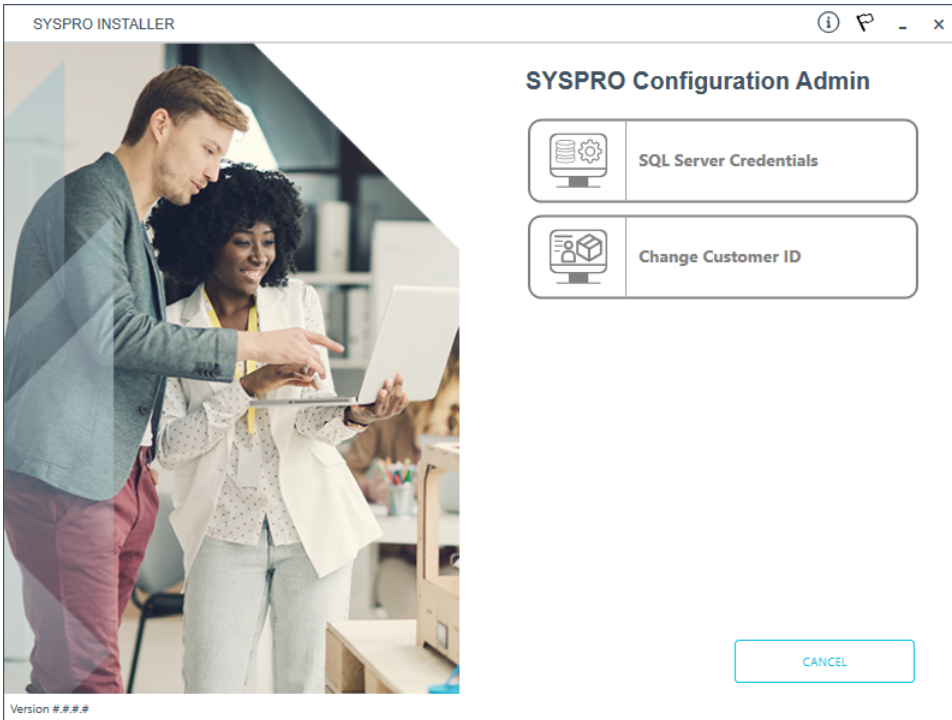 SYSPRO INSTALLER
SYSPRO Configuration Admin
SQL Server Credentials
Change Customer ID
CANCEL
Version #.#.#.#